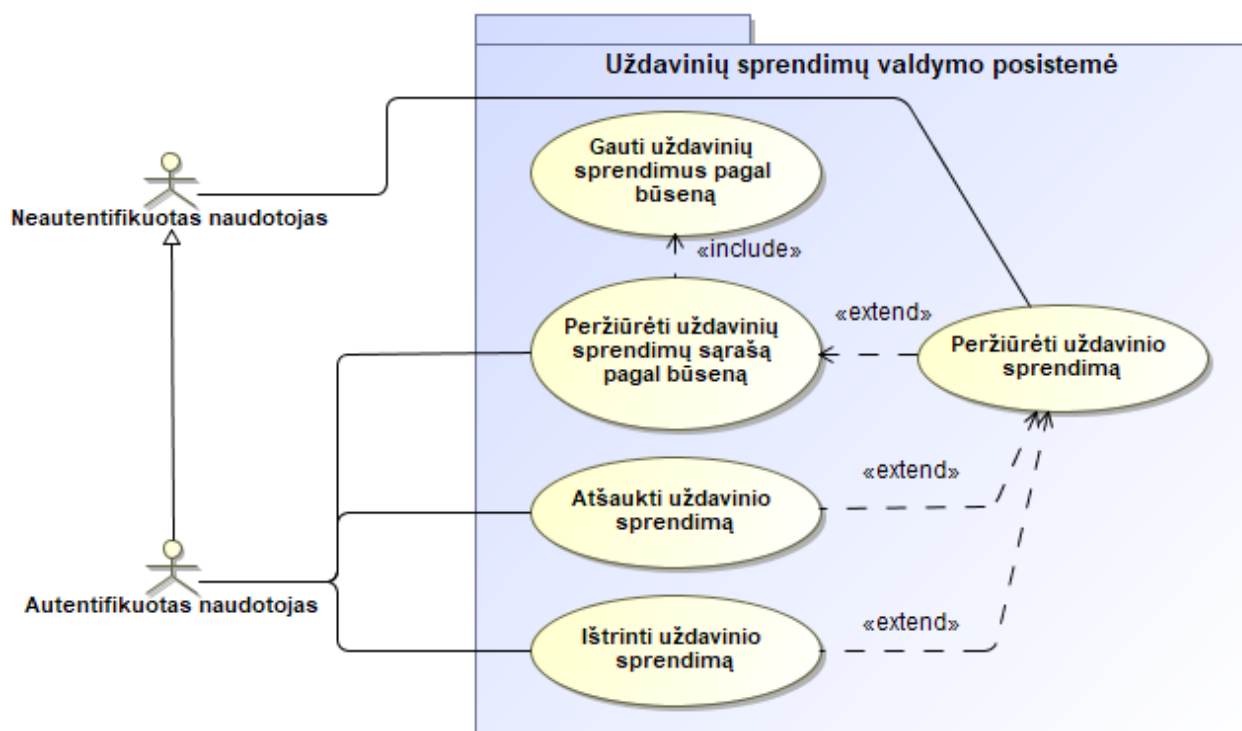 Uždavinių sprendimų valdymo posistemė
Gauti uždavinių
sprendimus pagal
būseną
Neautentifikuotas naudotojas
«include»
Peržiūrėti uždavinių
sprendimų sąrašą
pagal būseną
«extend»
Peržiūrėti uždavinio
sprendimą
Atšaukti uždavinio
sprendimą
«extend»
Autentifikuotas naudotojas
Ištrinti uždavinio
sprendimą
«extend»